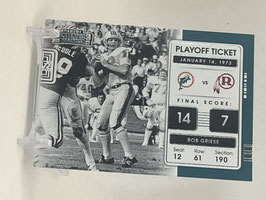 PLAYOFF TICKET
JANUARY 14, 1973
VS
R
FINAL SCORE:
14 7
BOB GRIESE
Seat: Row: Section:
12 61 190